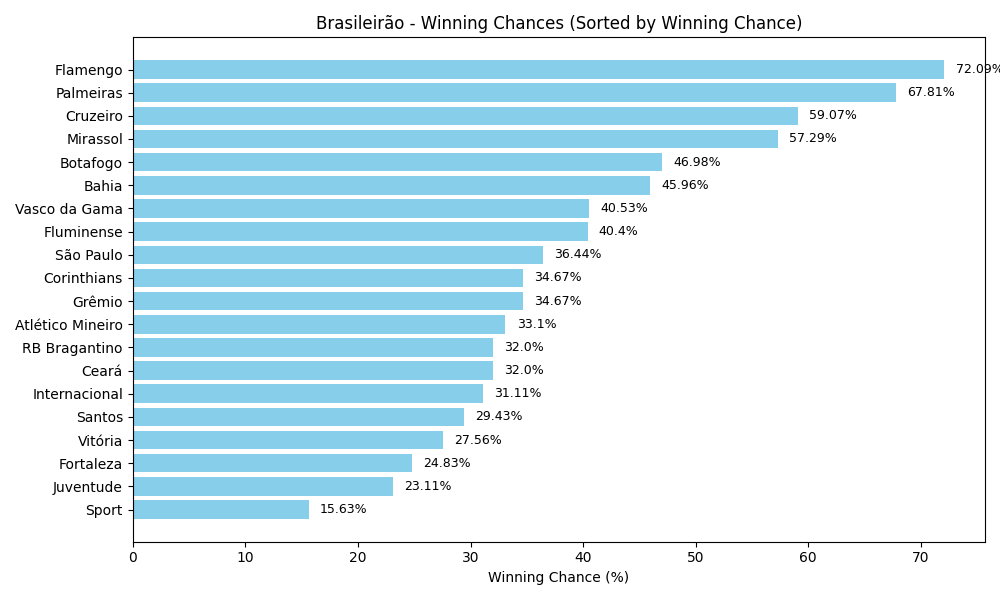 Brasileirão - Winning Chances (Sorted by Winning Chance)
Flamengo 72.09%
Palmeiras 67.81%
Cruzeiro 59.07%
Mirassol 57.29%
Botafogo 46.98%
Bahia 45.96%
Vasco da Gama 40.53%
Fluminense 40.4%
São Paulo 36.44%
Corinthians 34.67%
Grêmio 34.67%
Atlético Mineiro 33.1%
RB Bragantino 32.0%
Ceará 32.0%
Internacional 31.11%
Santos 29.43%
Vitória 27.56%
Fortaleza 24.83%
Juventude 23.11%
Sport 15.63%
0 10 20 30 40 50 60 70
Winning Chance (%)